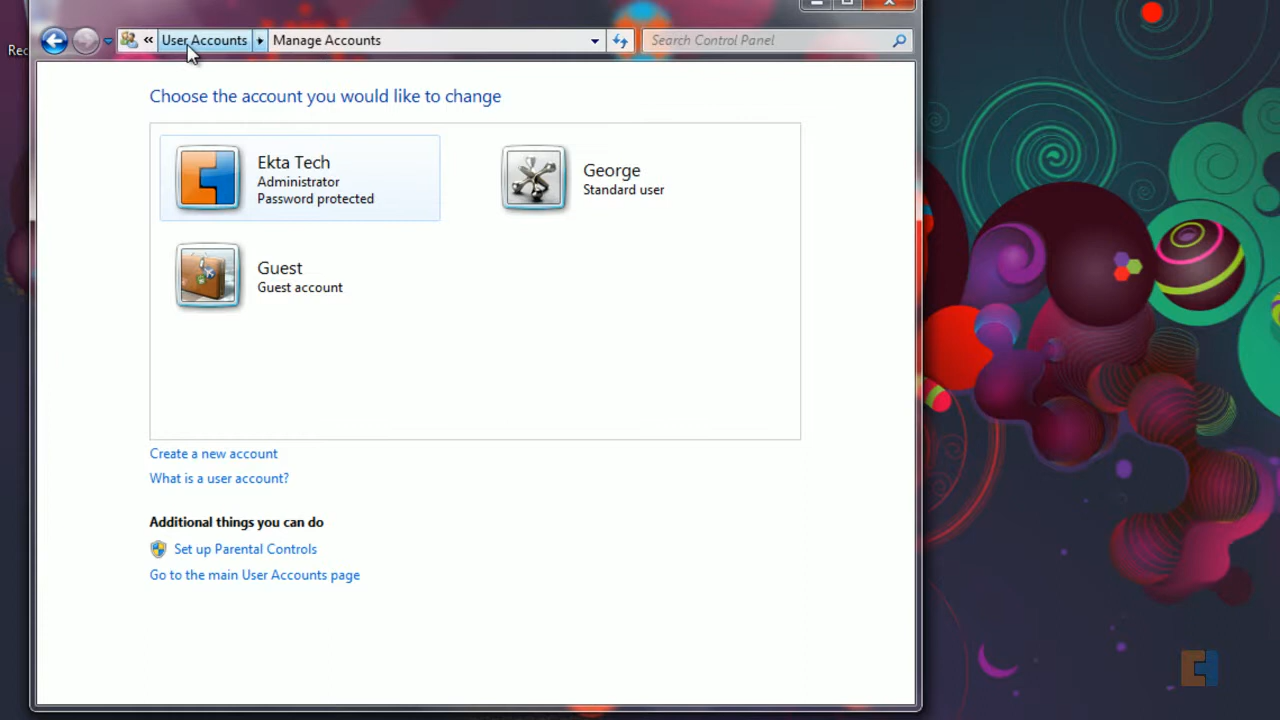 Rec
« User Accounts Manage Accounts
Search Control Panel
Choose the account you would like to change
Ekta Tech
Administrator
Password protected
George
Standard user
Guest
Guest account
Create a new account
What is a user account?
Additional things you can do
Set up Parental Controls
Go to the main User Accounts page